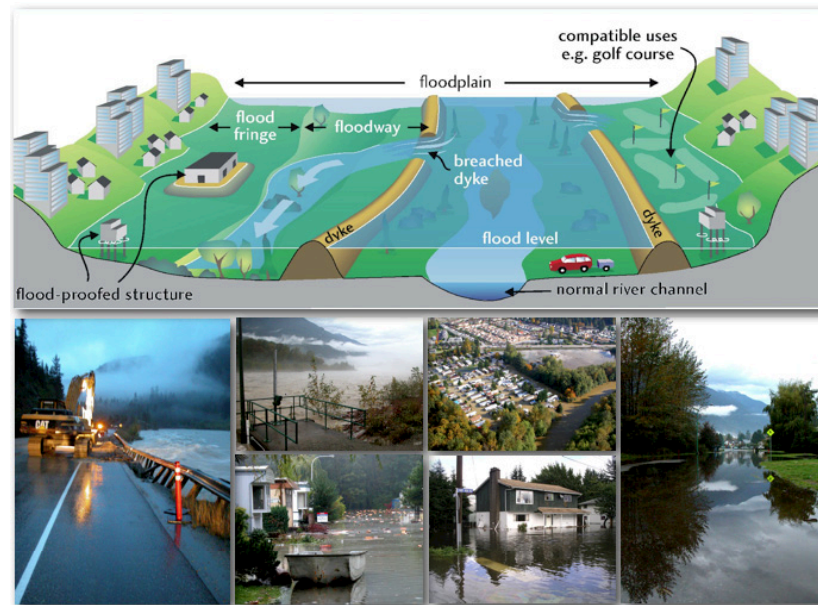 compatible uses
e.g. golf course
floodplain
flood
fringe
floodway
breached
dyke
dyke
dyke
flood level
flood-proofed structure
normal river channel
CAT